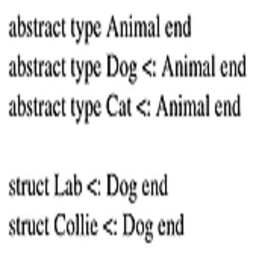 abstract type Animal end
abstract type Dog <: Animal end
abstract type Cat <: Animal end
struct Lab <: Dog end
struct Collie <: Dog end